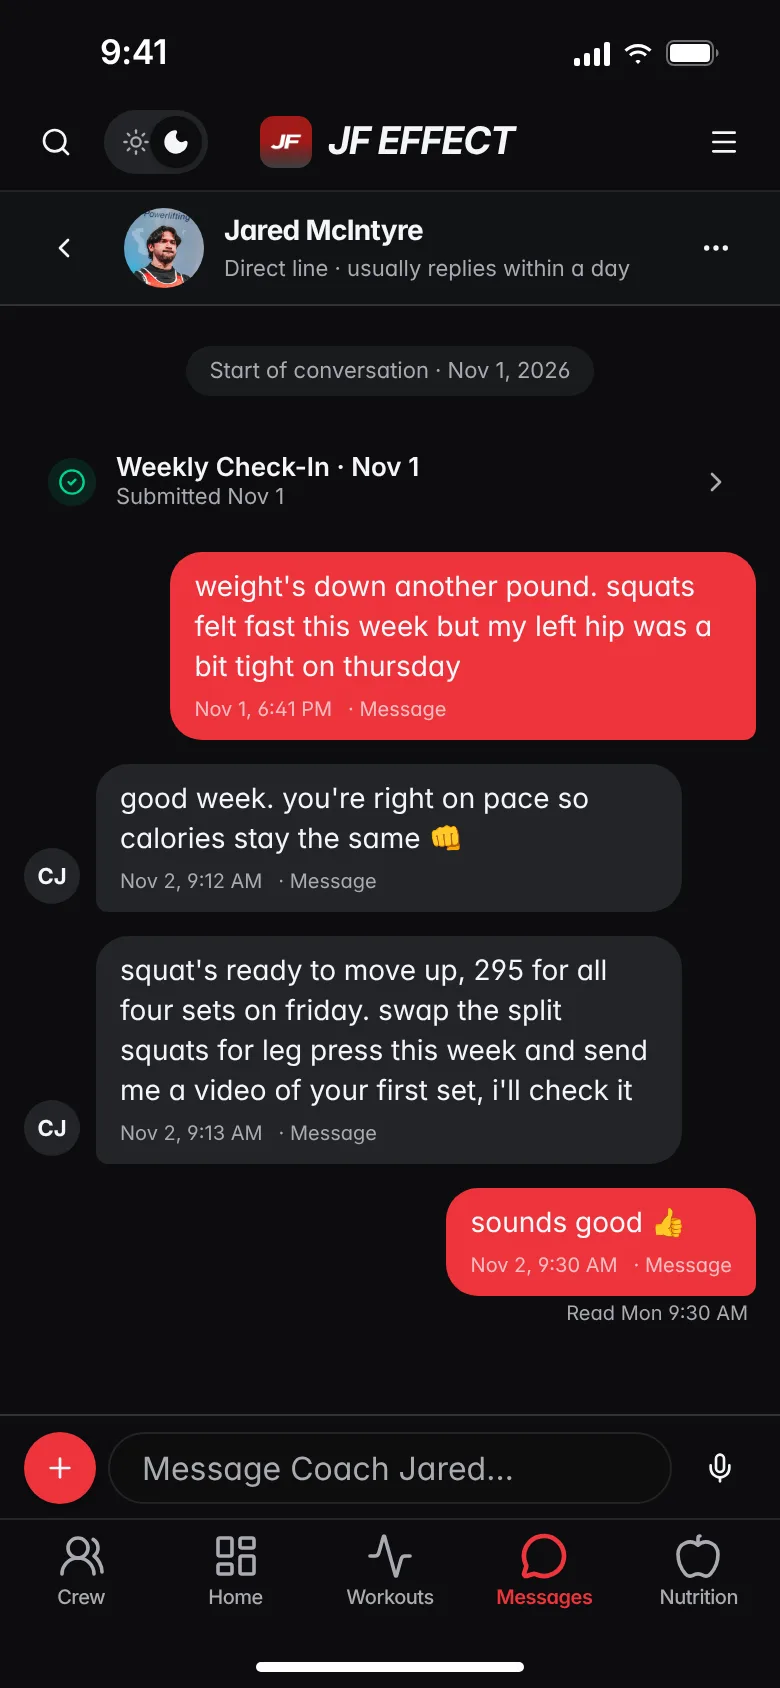 9:41
JF
JF EFFECT
Powerlifting
Jared McIntyre
Direct line · usually replies within a day
Start of conversation · Nov 1, 2026
Weekly Check-In · Nov 1
Submitted Nov 1
weight's down another pound. squats
felt fast this week but my left hip was a
bit tight on thursday
Nov 1, 6:41 PM · Message
good week. you're right on pace so
calories stay the same 👊
Nov 2, 9:12 AM · Message
CJ
squat's ready to move up, 295 for all
four sets on friday. swap the split
squats for leg press this week and send
me a video of your first set, i'll check it
Nov 2, 9:13 AM · Message
CJ
sounds good 👍
Nov 2, 9:30 AM · Message
Read Mon 9:30 AM
Message Coach Jared...
Crew
Home
Workouts
Messages
Nutrition